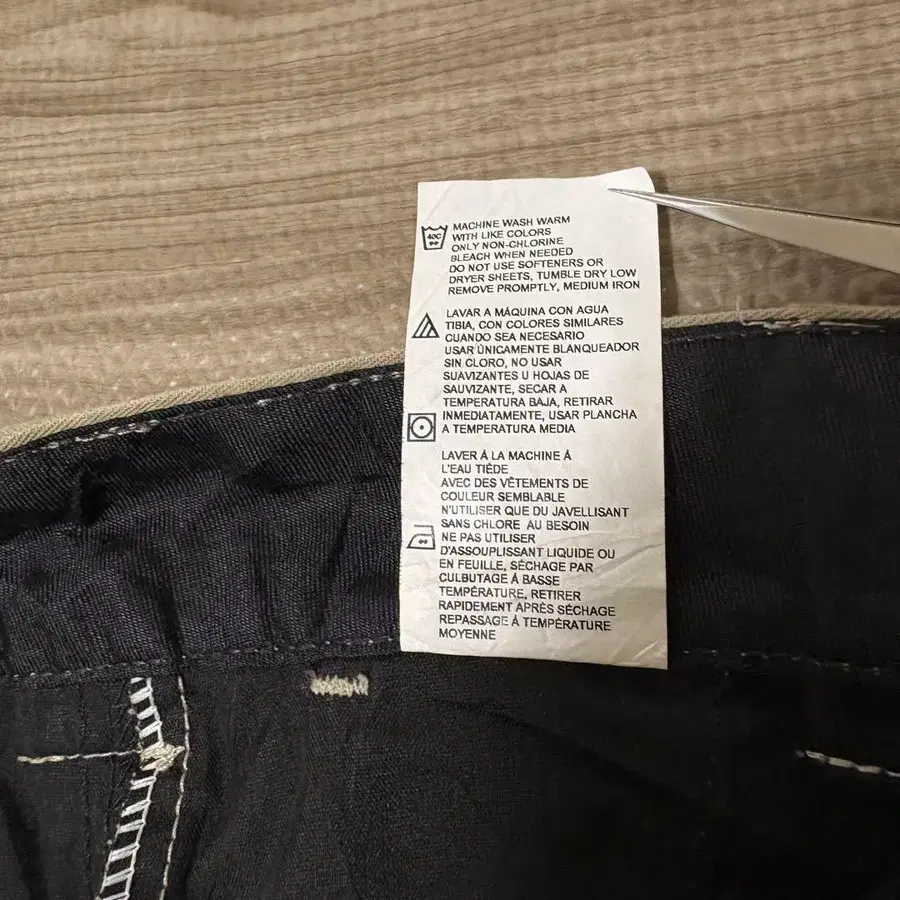 40C
MACHINE WASH WARM
WITH LIKE COLORS
ONLY NON-CHLORINE
BLEACH WHEN NEEDED
DO NOT USE SOFTENERS OR
DRYER SHEETS, TUMBLE DRY LOW
REMOVE PROMPTLY, MEDIUM IRON
LAVAR A MÁQUINA CON AGUA
TIBIA, CON COLORES SIMILARES
CUANDO SEA NECESARIO
USAR ÚNICAMENTE BLANQUEADOR
SIN CLORO, NO USAR
SUAVIZANTES U HOJAS DE
SAUVIZANTE, SECAR A
TEMPERATURA BAJA, RETIRAR
INMEDIATAMENTE, USAR PLANCHA
A TEMPERATURA MEDIA
LAVER À LA MACHINE À
L'EAU TIÈDE
AVEC DES VÊTEMENTS DE
COULEUR SEMBLABLE
N'UTILISER QUE DU JAVELLISANT
SANS CHLORE AU BESOIN
NE PAS UTILISER
D'ASSOUPLISSANT LIQUIDE OU
EN FEUILLE, SÉCHAGE PAR
CULBUTAGE À BASSE
TEMPÉRATURE, RETIRER
RAPIDEMENT APRÈS SÉCHAGE
REPASSAGE À TEMPÉRATURE
MOYENNE